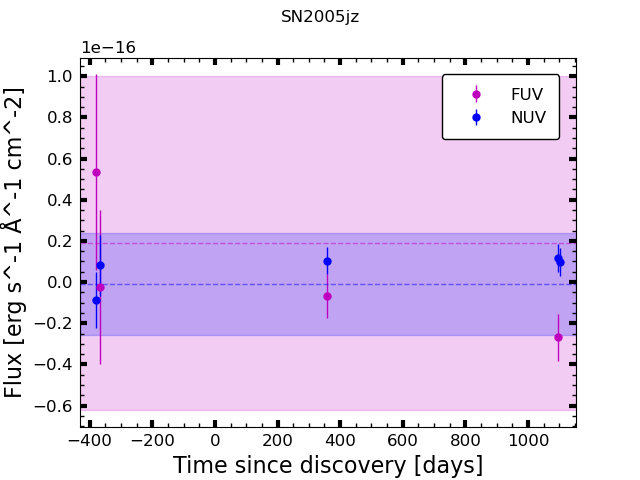 SN2005jz
1e−16
1.0
0.8
0.6
0.4
0.2
0.0
−0.2
−0.4
−0.6
Flux [erg s^-1 Å^-1 cm^-2]
FUV
NUV
−400 −200 0 200 400 600 800 1000
Time since discovery [days]